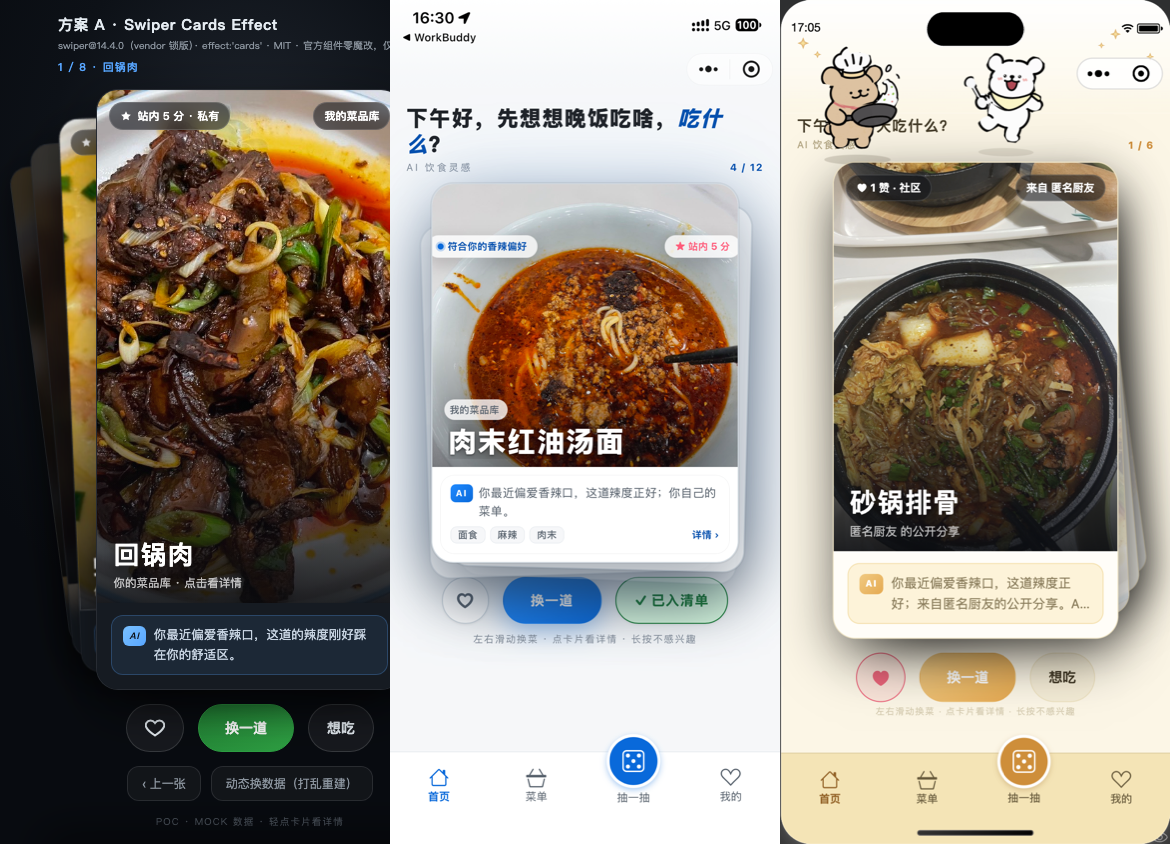 方案 A · Swiper Cards Effect
swiper@14.4.0（vendor 锁版）· effect:'cards' · MIT · 官方组件零魔改，仅
1 / 8 · 回锅肉
★ 站内 5 分 · 私有
我的菜品库
回锅肉
你的菜品库 · 点击看详情
AI 你最近偏爱香辣口，这道的辣度刚好踩
在你的舒适区。
换一道
想吃
‹ 上一张
动态换数据（打乱重建）
POC · MOCK 数据 · 轻点卡片看详情
16:30
5G 100
◀ WorkBuddy
下午好，先想想晚饭吃啥，吃什
么?
AI 饮食灵感
4 / 12
符合你的香辣偏好
★ 站内 5 分
我的菜品库
肉末红油汤面
AI 你最近偏爱香辣口，这道辣度正好；你自己的
菜单。
面食
麻辣
肉末
详情 ›
换一道
✓ 已入清单
左右滑动换菜 · 点卡片看详情 · 长按不感兴趣
首页
菜单
抽一抽
我的
17:05
下午
天吃什么？
AI 饮食
1 / 6
1 赞 · 社区
来自 匿名厨友
砂锅排骨
匿名厨友 的公开分享
AI 你最近偏爱香辣口，这道辣度正
好；来自匿名厨友的公开分享。A...
换一道
想吃
左右滑动换菜 · 点卡片看详情 · 长按不感兴趣
首页
菜单
抽一抽
我的